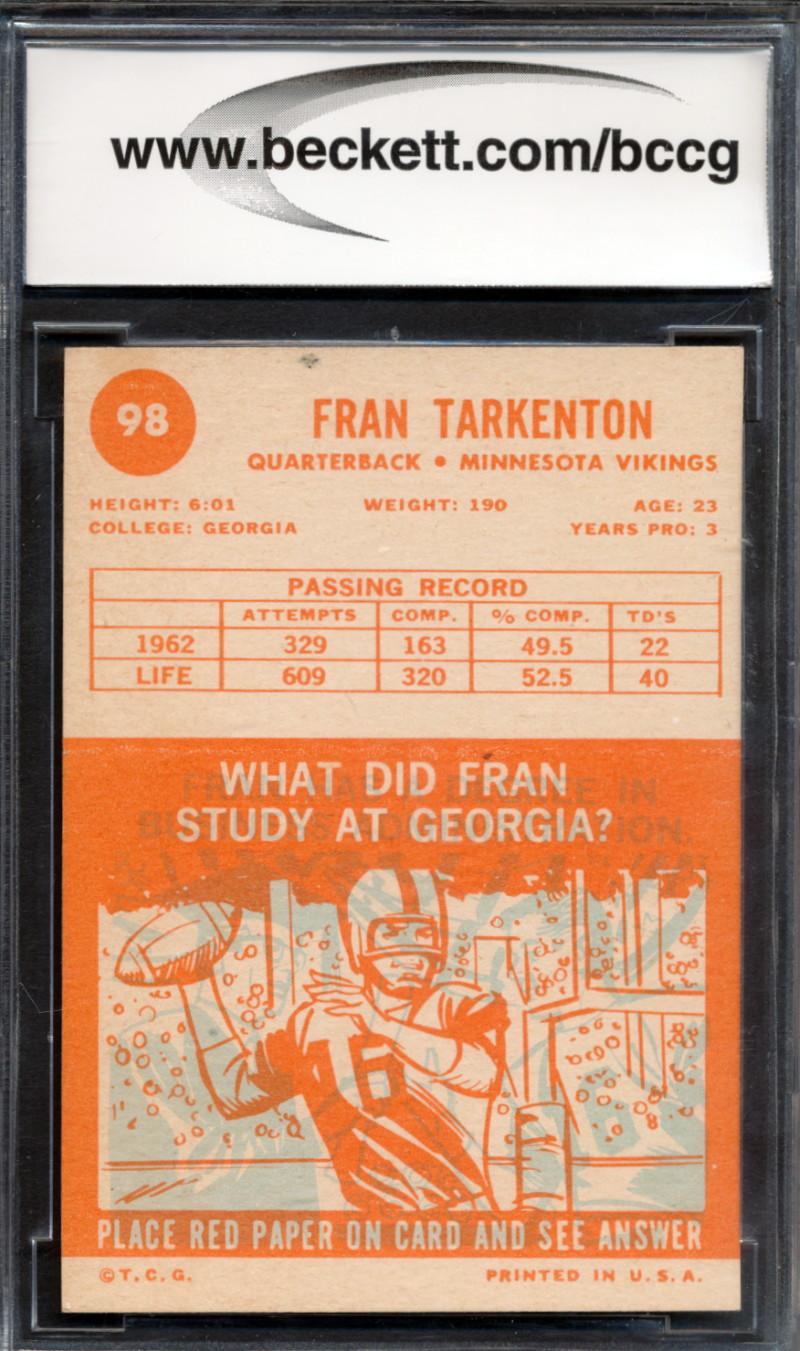 www.beckett.com/bccg
98
FRAN TARKENTON
QUARTERBACK • MINNESOTA VIKINGS
HEIGHT: 6:01 WEIGHT: 190 AGE: 23
COLLEGE: GEORGIA YEARS PRO: 3
PASSING RECORD
ATTEMPTS COMP. % COMP. TD'S
1962 329 163 49.5 22
LIFE 609 320 52.5 40
WHAT DID FRAN
STUDY AT GEORGIA?
PLACE RED PAPER ON CARD AND SEE ANSWER
©T.C.G. PRINTED IN U.S.A.